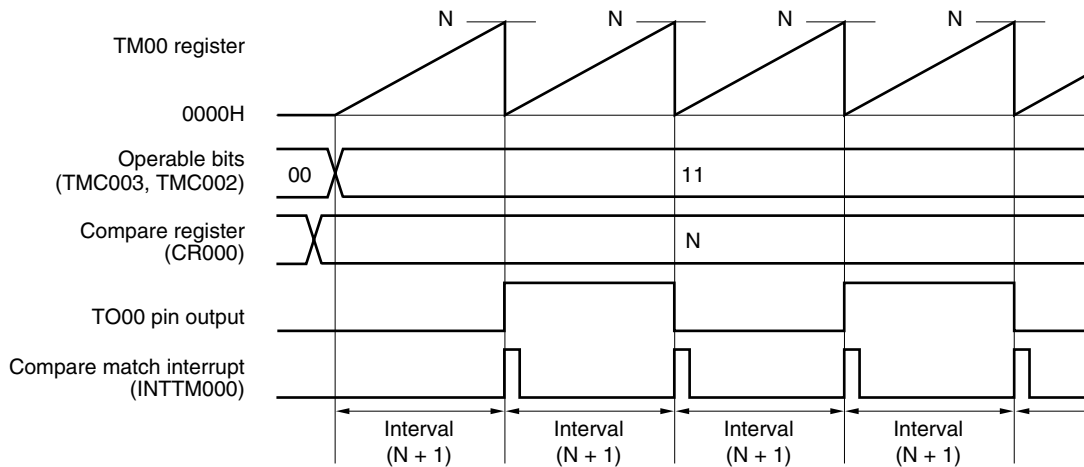 N N N N
TM00 register
0000H
Operable bits
(TMC003, TMC002)
00 11
Compare register
(CR000)
N
TO00 pin output
Compare match interrupt
(INTTM000)
Interval
(N + 1)
Interval
(N + 1)
Interval
(N + 1)
Interval
(N + 1)